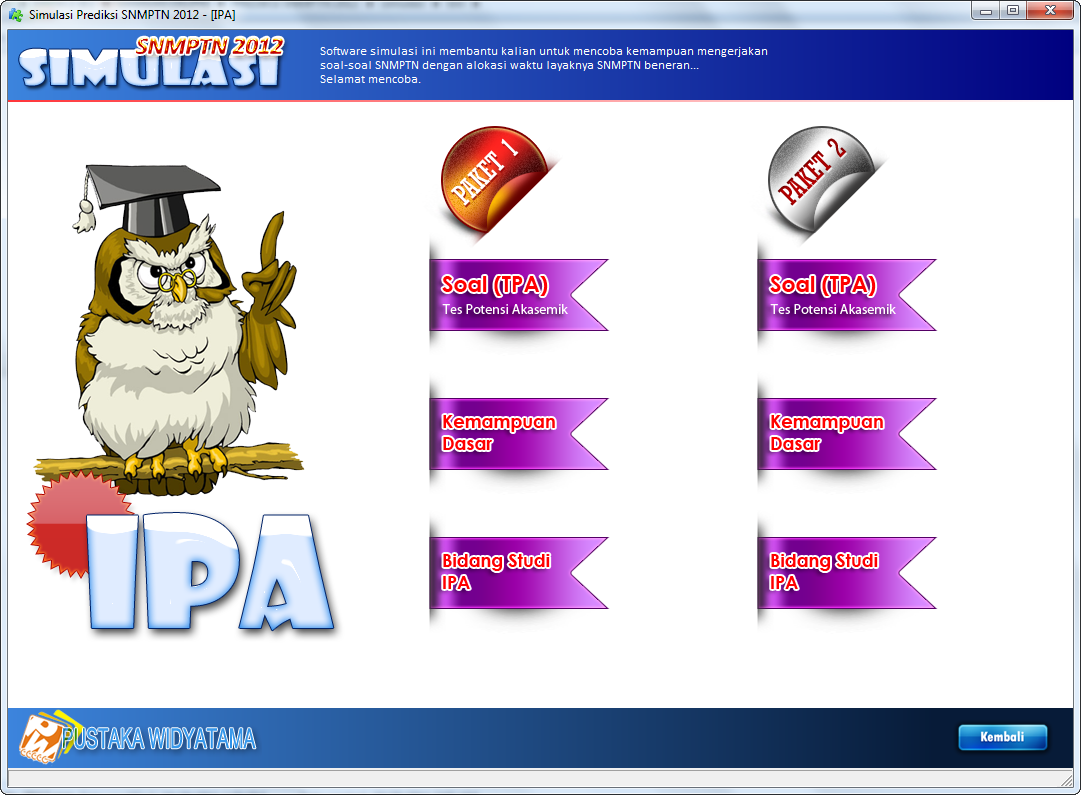 Simulasi Prediksi SNMPTN 2012 - [IPA]
SNMPTN 2012
SIMULASI
Software simulasi ini membantu kalian untuk mencoba kemampuan mengerjakan
soal-soal SNMPTN dengan alokasi waktu layaknya SNMPTN beneran...
Selamat mencoba.
PAKET 1
PAKET 2
Soal (TPA)
Tes Potensi Akasemik
Soal (TPA)
Tes Potensi Akasemik
Kemampuan
Dasar
Kemampuan
Dasar
Bidang Studi
IPA
Bidang Studi
IPA
IPA
PUSTAKA WIDYATAMA
Kembali